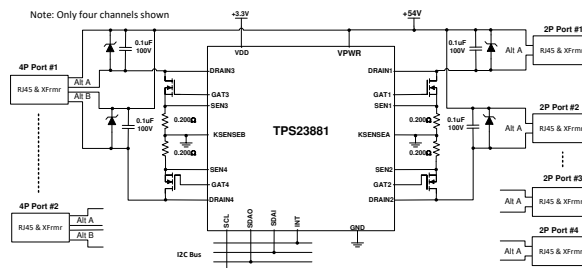 Note: Only four channels shown
+3.3V
+54V
VDD
VPWR
4P Port #1
RJ45 & XFrmr
Alt A
Alt B
0.1uF
100V
0.1uF
100V
DRAIN3
GAT3
SEN3
0.200Ω
KSENSEB
0.200Ω
SEN4
GAT4
DRAIN4
TPS23881
DRAIN1
GAT1
SEN1
0.200Ω
KSENSEA
0.200Ω
SEN2
GAT2
DRAIN2
0.1uF
100V
0.1uF
100V
2P Port #1
Alt A
RJ45 & XFrmr
2P Port #2
Alt A
RJ45 & XFrmr
2P Port #3
Alt A
RJ45 & XFrmr
2P Port #4
Alt A
RJ45 & XFrmr
4P Port #2
RJ45 & XFrmr
Alt A
Alt B
SCL
SDAO
SDAI
INT
GND
I2C Bus